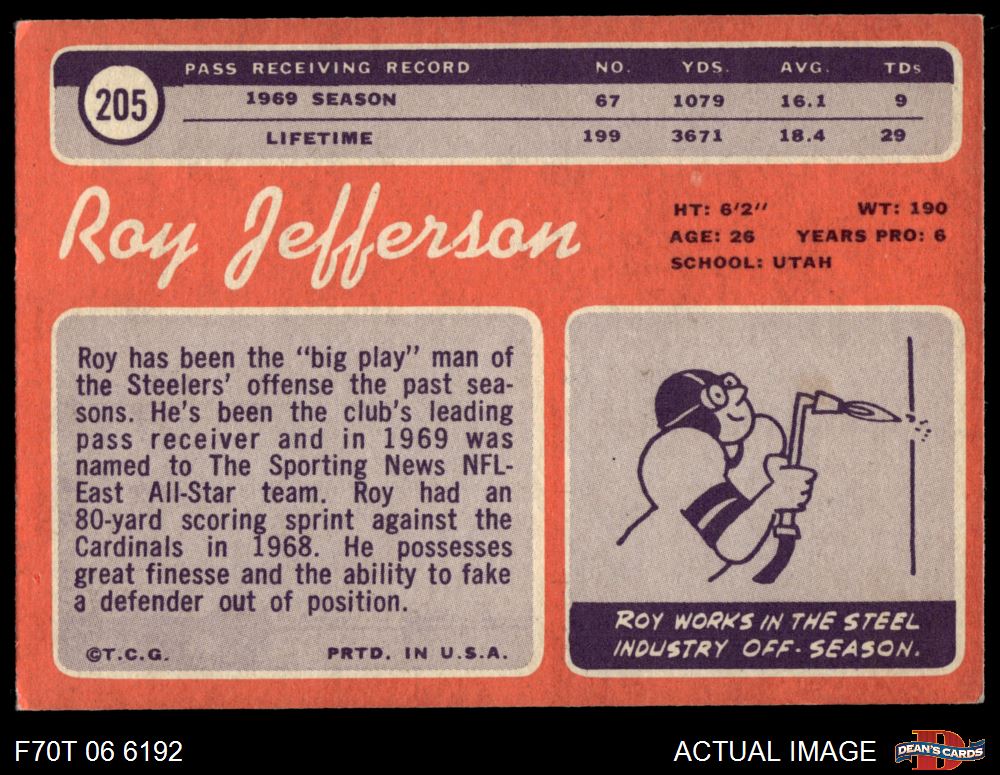 205
PASS RECEIVING RECORD NO. YDS. AVG. TDs
1969 SEASON 67 1079 16.1 9
LIFETIME 199 3671 18.4 29
Roy Jefferson
HT: 6'2'' WT: 190
AGE: 26 YEARS PRO: 6
SCHOOL: UTAH
Roy has been the "big play" man of
the Steelers' offense the past sea-
sons. He's been the club's leading
pass receiver and in 1969 was
named to The Sporting News NFL-
East All-Star team. Roy had an
80-yard scoring sprint against the
Cardinals in 1968. He possesses
great finesse and the ability to fake
a defender out of position.
©T.C.G. PRTD. IN U.S.A.
ROY WORKS IN THE STEEL
INDUSTRY OFF-SEASON.
F70T 06 6192
ACTUAL IMAGE
D
DEAN'S CARDS